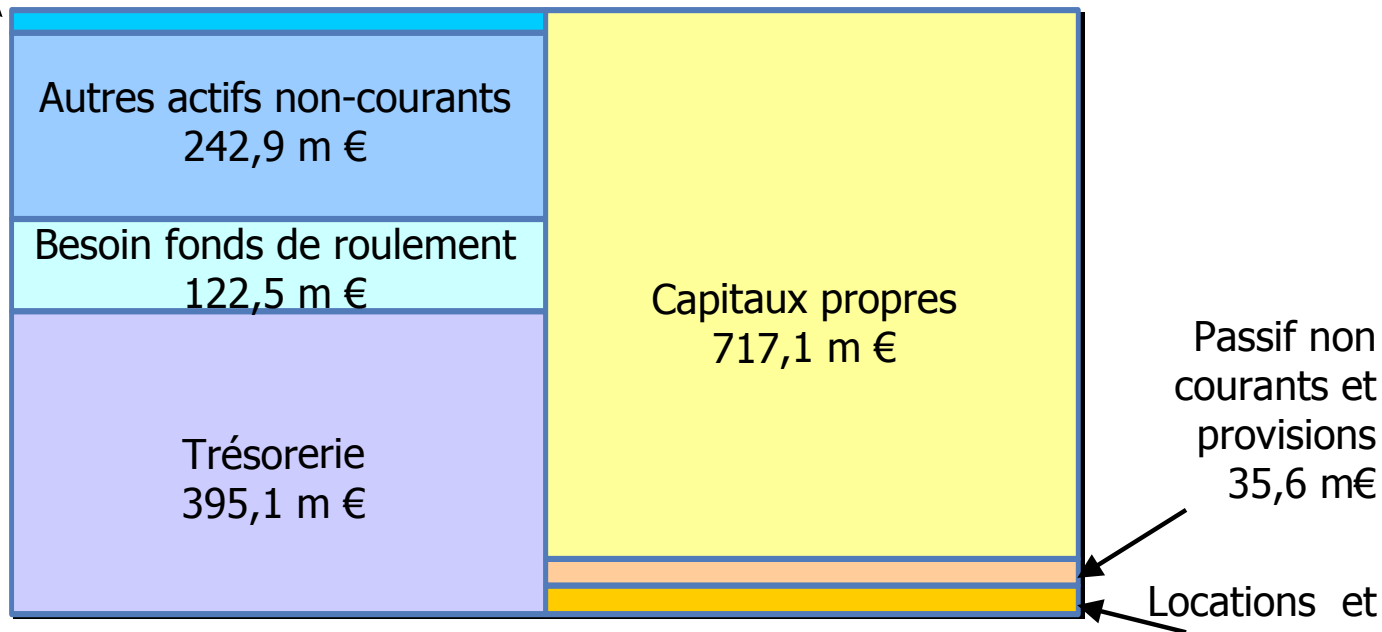 Autres actifs non-courants
242,9 m €
Besoin fonds de roulement
122,5 m €
Trésorerie
395,1 m €
Capitaux propres
717,1 m €
Passif non
courants et
provisions
35,6 m€
Locations et